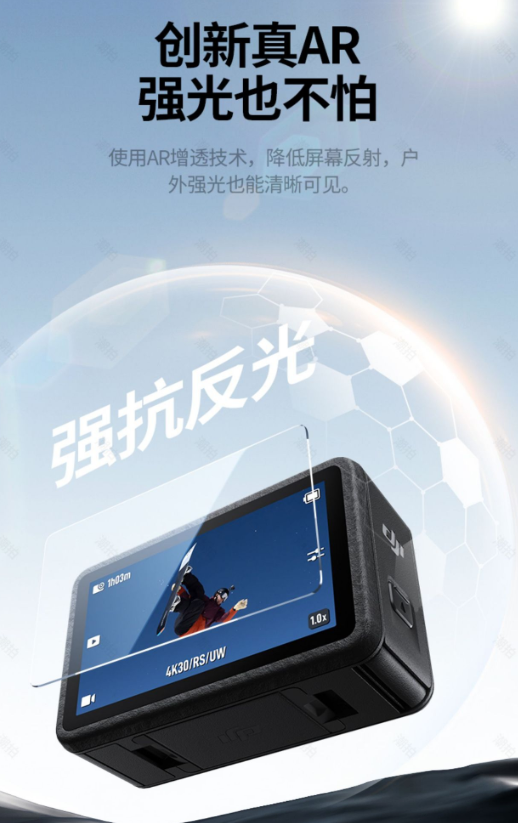 创新真AR
强光也不怕
使用AR增透技术，降低屏幕反射，户
外强光也能清晰可见。
强抗反光
1h03m
1.0x
4K30/RS/UW
dji